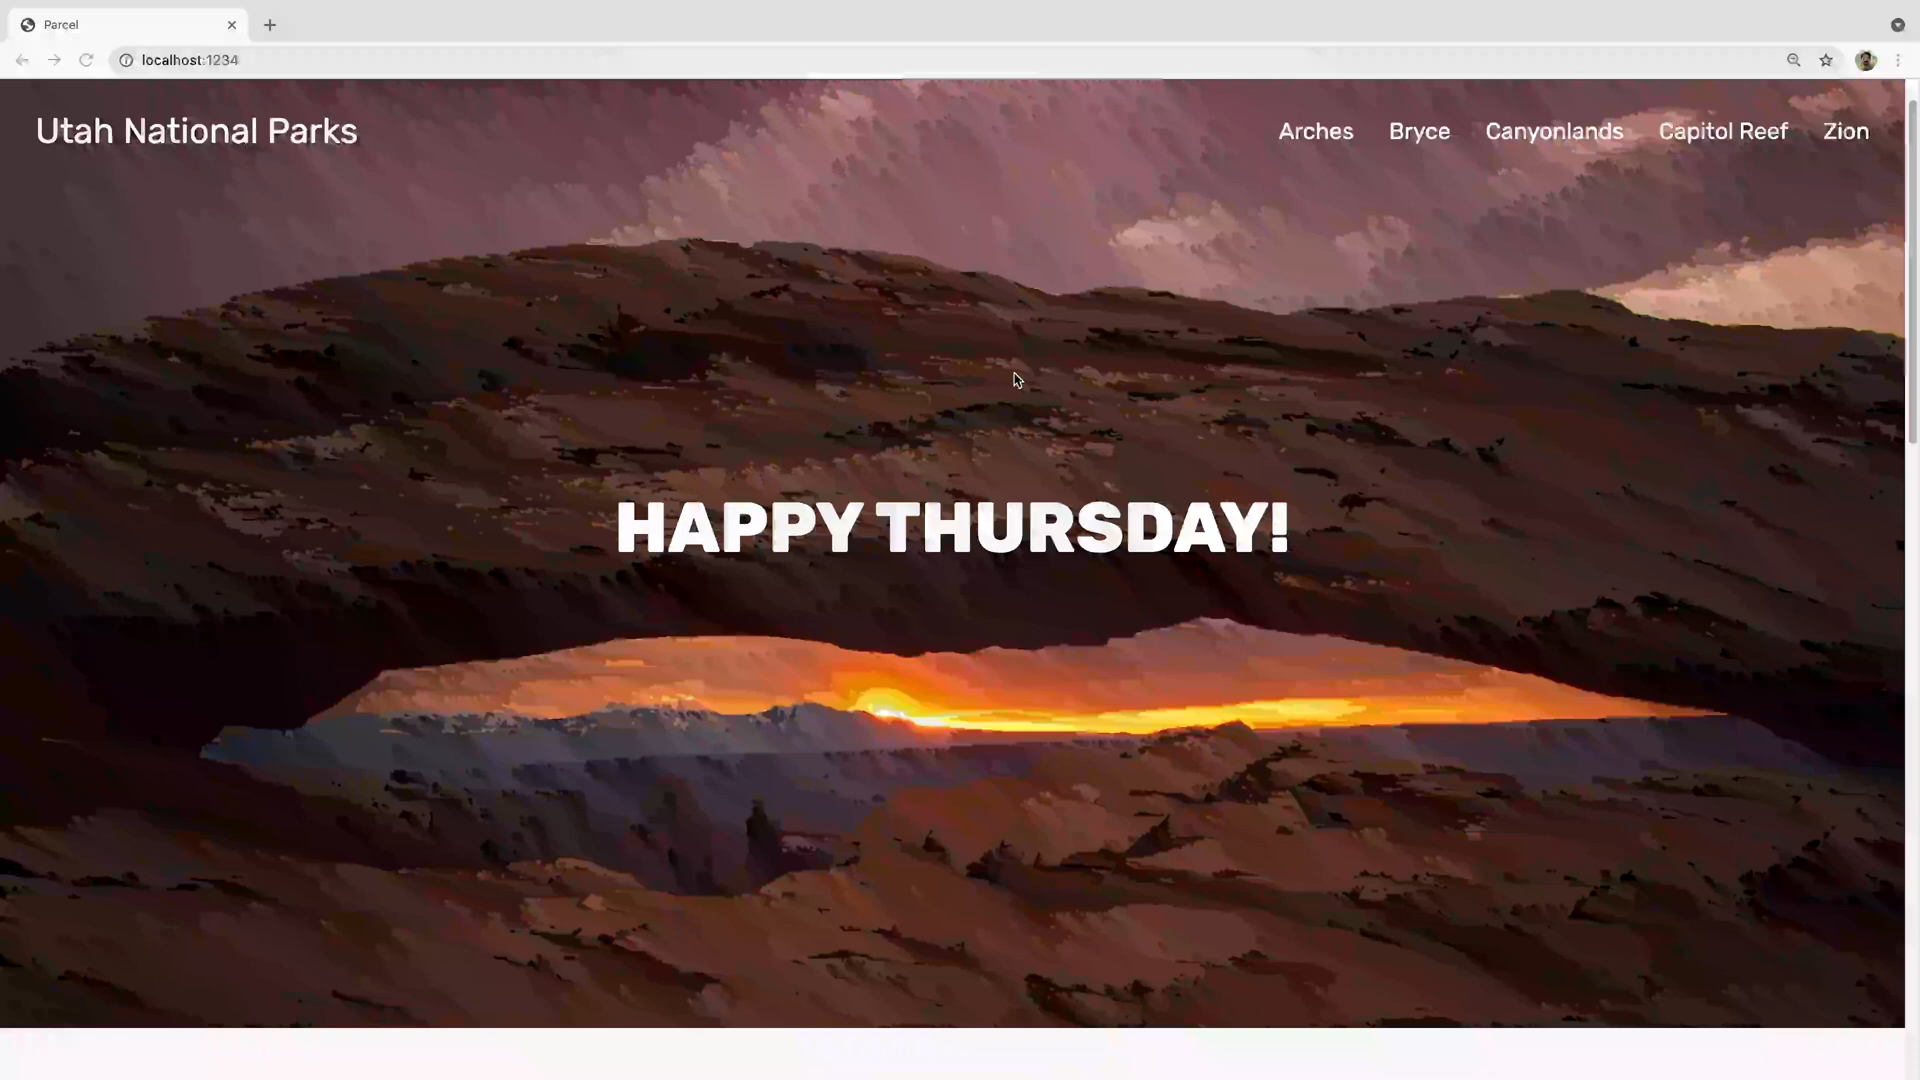 Parcel
localhost:1234
Utah National Parks
Arches Bryce Canyonlands Capitol Reef Zion
HAPPY THURSDAY!